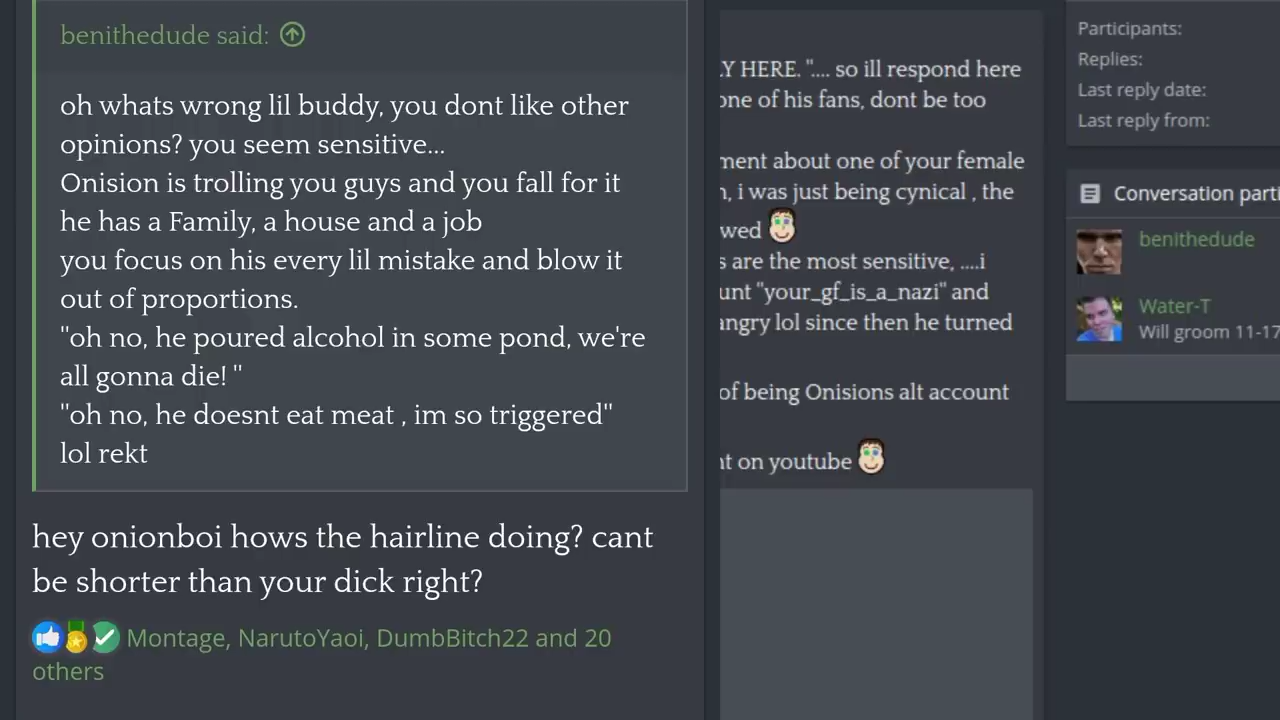 benithedude said:
oh whats wrong lil buddy, you dont like other
opinions? you seem sensitive...
Onision is trolling you guys and you fall for it
he has a Family, a house and a job
you focus on his every lil mistake and blow it
out of proportions.
"oh no, he poured alcohol in some pond, we're
all gonna die! "
"oh no, he doesnt eat meat , im so triggered"
lol rekt
hey onionboi hows the hairline doing? cant
be shorter than your dick right?
Montage, NarutoYaoi, DumbBitch22 and 20
others
HERE. ".... so ill respond here
one of his fans, dont be too
about one of your female
i was just being cynical , the
are the most sensitive, ....i
"your_gf_is_a_nazi" and
angry lol since then he turned
of being Onisions alt account
on youtube
Participants:
Replies:
Last reply date:
Last reply from:
Conversation parti
benithedude
Water-T
Will groom 11-17